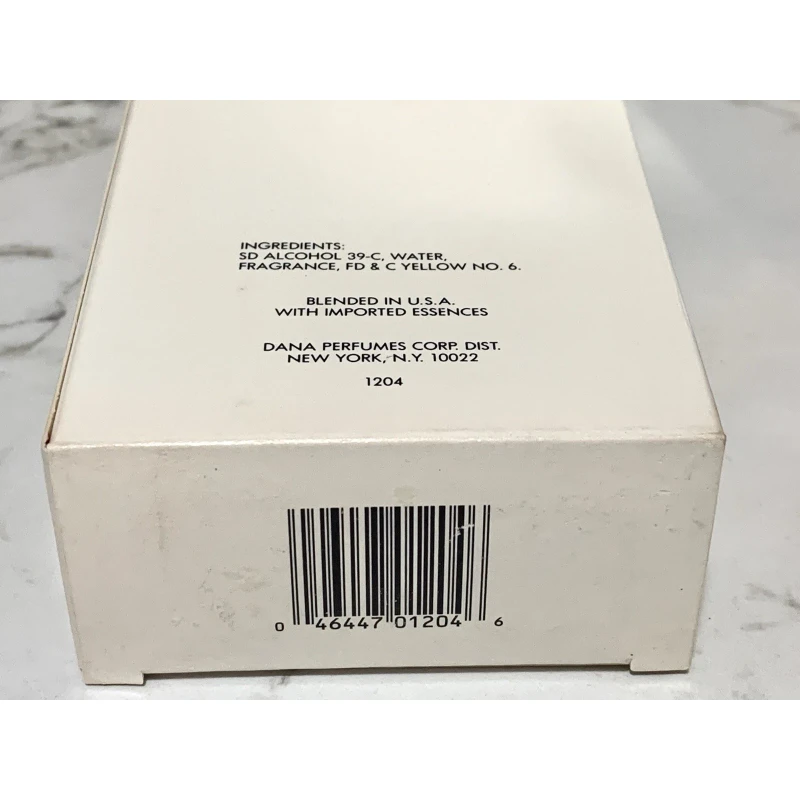 INGREDIENTS:
SD ALCOHOL 39-C, WATER,
FRAGRANCE, FD & C YELLOW NO. 6.
BLENDED IN U.S.A.
WITH IMPORTED ESSENCES
DANA PERFUMES CORP. DIST.
NEW YORK, N.Y. 10022
1204
0 46447 01204 6